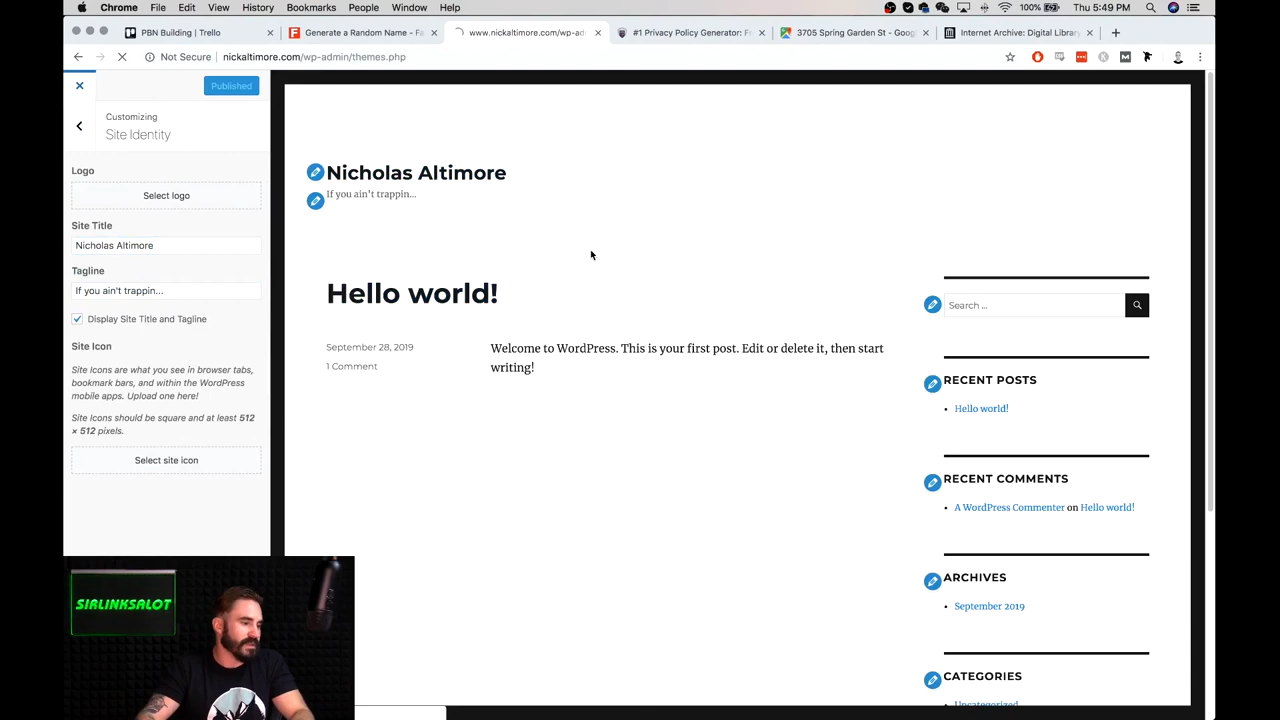 Chrome File Edit View History Bookmarks People Window Help
100% Thu 5:49 PM
PBN Building | Trello
Generate a Random Name - Fa
www.nickaltimore.com/wp-ad
#1 Privacy Policy Generator: Fr
3705 Spring Garden St - Googl
Internet Archive: Digital Library
Not Secure | nickaltimore.com/wp-admin/themes.php
Published
Customizing
Site Identity
Logo
Select logo
Site Title
Nicholas Altimore
Tagline
If you ain't trappin...
Display Site Title and Tagline
Site Icon
Site Icons are what you see in browser tabs,
bookmark bars, and within the WordPress
mobile apps. Upload one here!
Site Icons should be square and at least 512
× 512 pixels.
Select site icon
SIRLINKSALOT
Nicholas Altimore
If you ain't trappin...
Hello world!
September 28, 2019
1 Comment
Welcome to WordPress. This is your first post. Edit or delete it, then start
writing!
Search ...
RECENT POSTS
Hello world!
RECENT COMMENTS
A WordPress Commenter on Hello world!
ARCHIVES
September 2019
CATEGORIES
Uncategorized